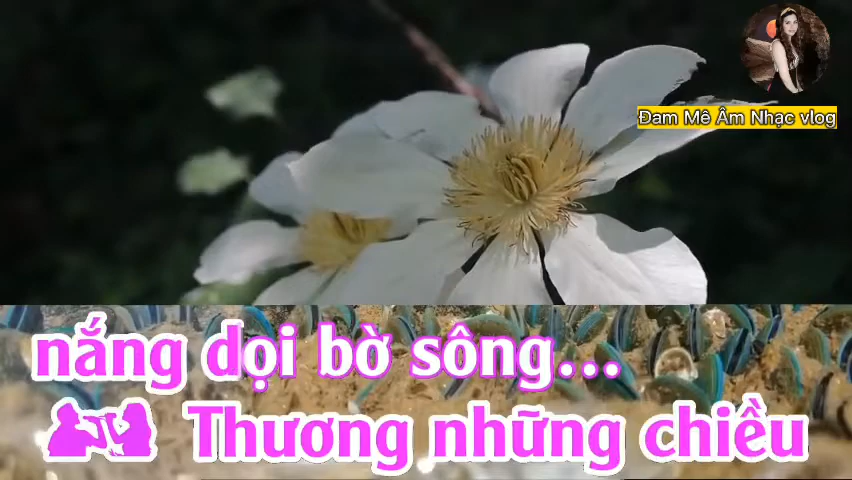 Đam Mê Âm Nhạc vlog
nắng dọi bờ sông...
Thương những chiều